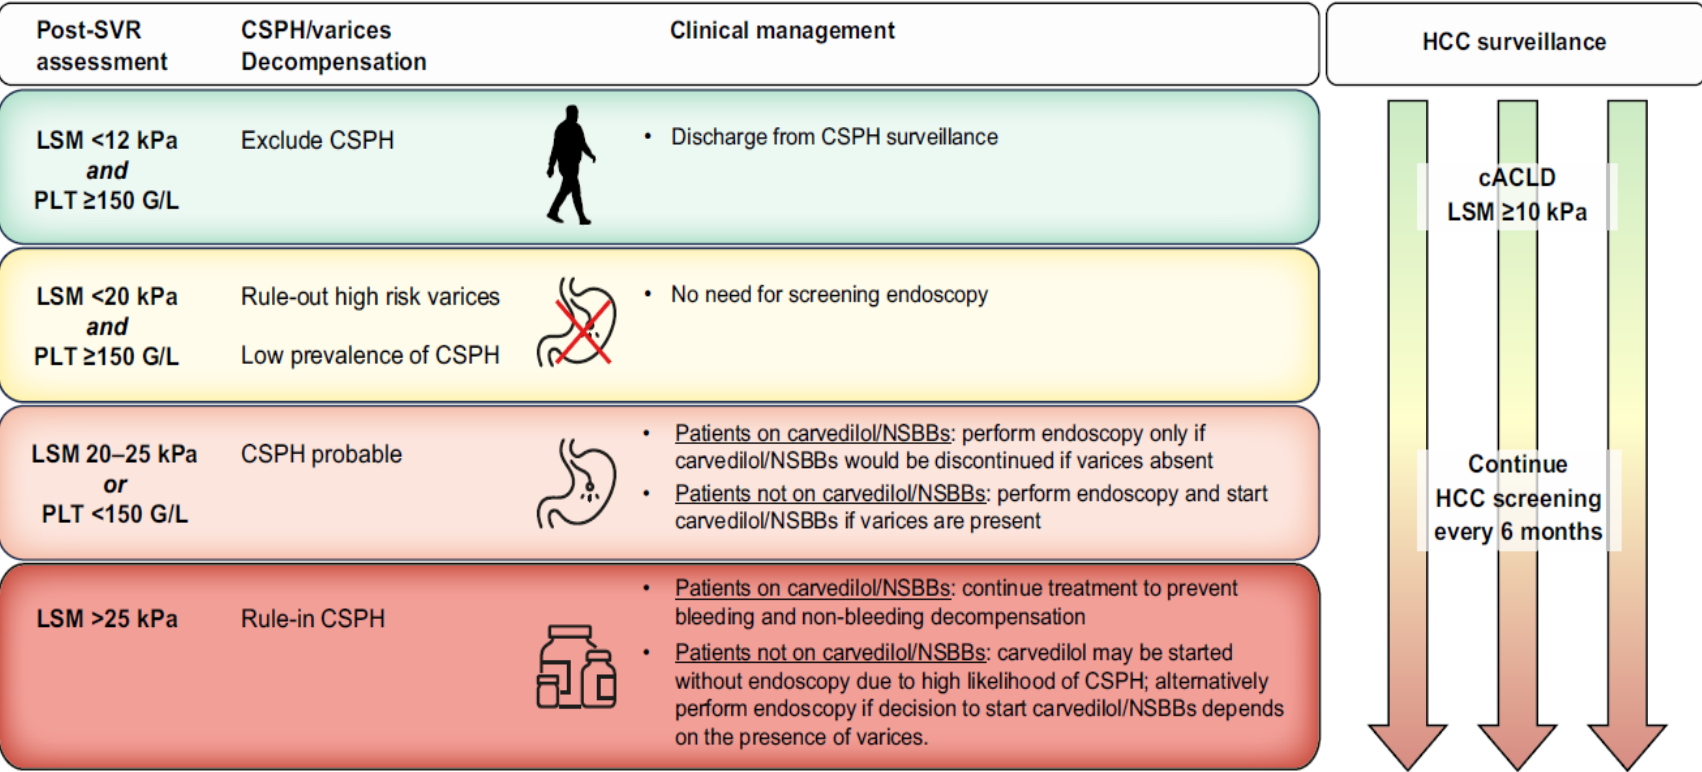 Post-SVR
assessment
CSPH/varices
Decompensation
Clinical management
HCC surveillance
LSM <12 kPa
and
PLT ≥150 G/L
Exclude CSPH
• Discharge from CSPH surveillance
LSM <20 kPa
and
PLT ≥150 G/L
Rule-out high risk varices
Low prevalence of CSPH
• No need for screening endoscopy
LSM 20–25 kPa
or
PLT <150 G/L
CSPH probable
• Patients on carvedilol/NSBBs: perform endoscopy only if
carvedilol/NSBBs would be discontinued if varices absent
• Patients not on carvedilol/NSBBs: perform endoscopy and start
carvedilol/NSBBs if varices are present
LSM >25 kPa
Rule-in CSPH
• Patients on carvedilol/NSBBs: continue treatment to prevent
bleeding and non-bleeding decompensation
• Patients not on carvedilol/NSBBs: carvedilol may be started
without endoscopy due to high likelihood of CSPH; alternatively
perform endoscopy if decision to start carvedilol/NSBBs depends
on the presence of varices.
cACLD
LSM ≥10 kPa
Continue
HCC screening
every 6 months